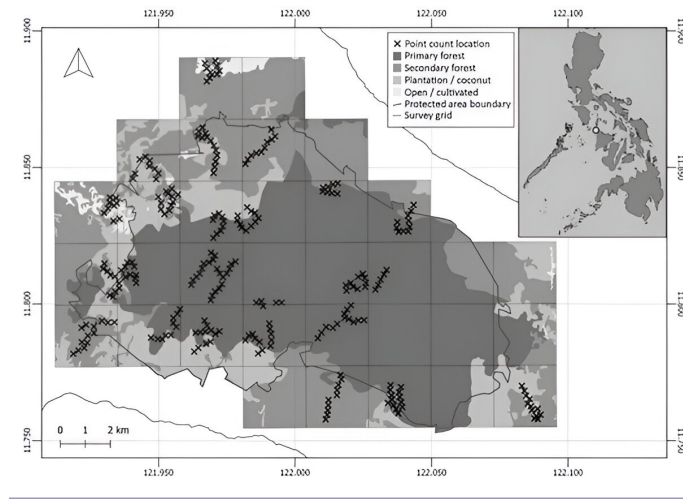 121.950 122.000 122.050 122.100
11.900
Point count location
Primary forest
Secondary forest
Plantation / coconut
Open / cultivated
Protected area boundary
Survey grid
11.850
11.800
11.750
0 1 2 km
121.950 122.000 122.050 122.100